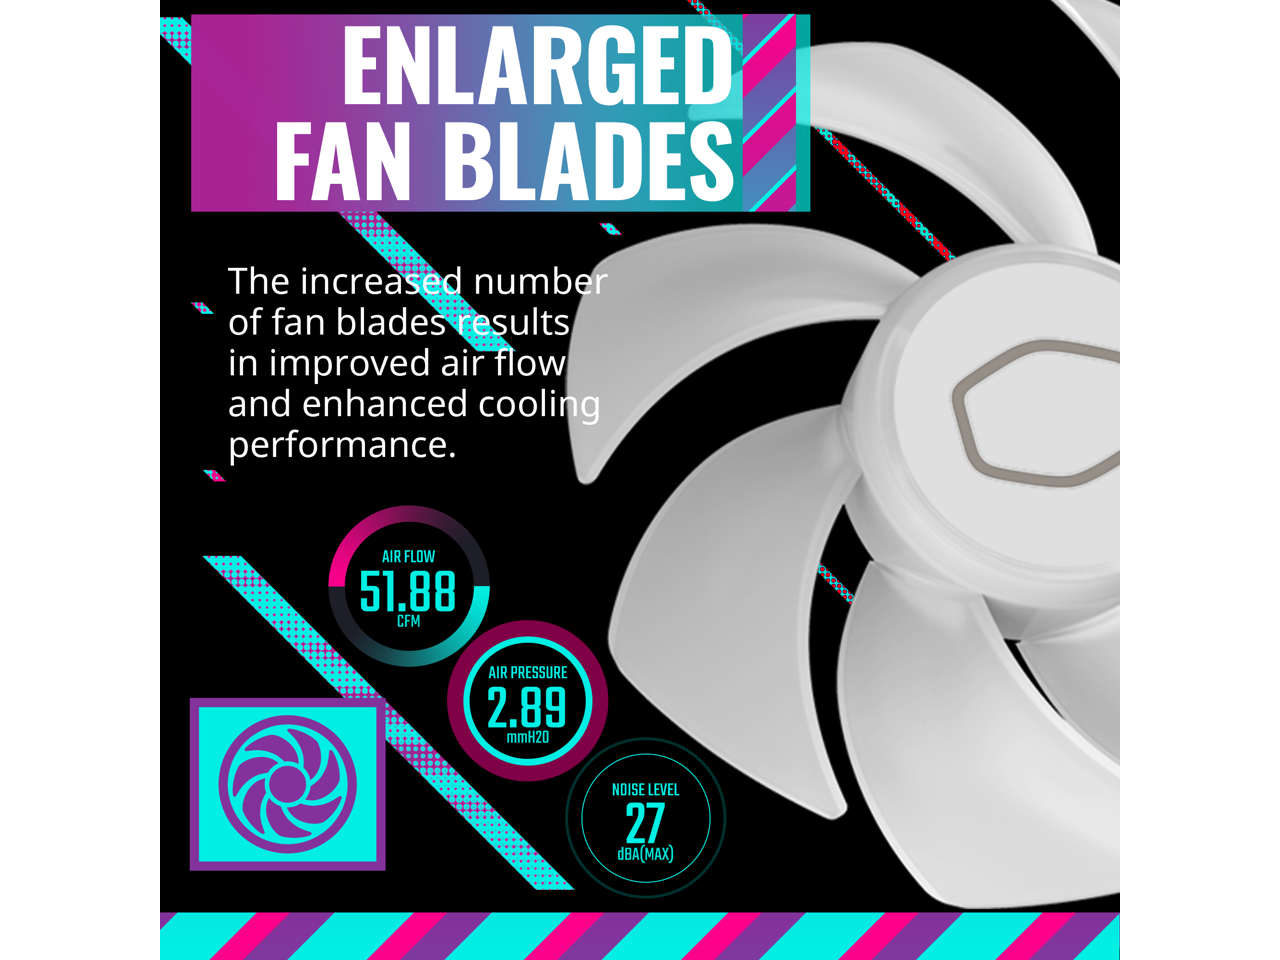 ENLARGED
FAN BLADES
The increased number
of fan blades results
in improved air flow
and enhanced cooling
performance.
AIR FLOW
51.88
CFM
AIR PRESSURE
2.89
mmH2O
NOISE LEVEL
27
dBA(MAX)